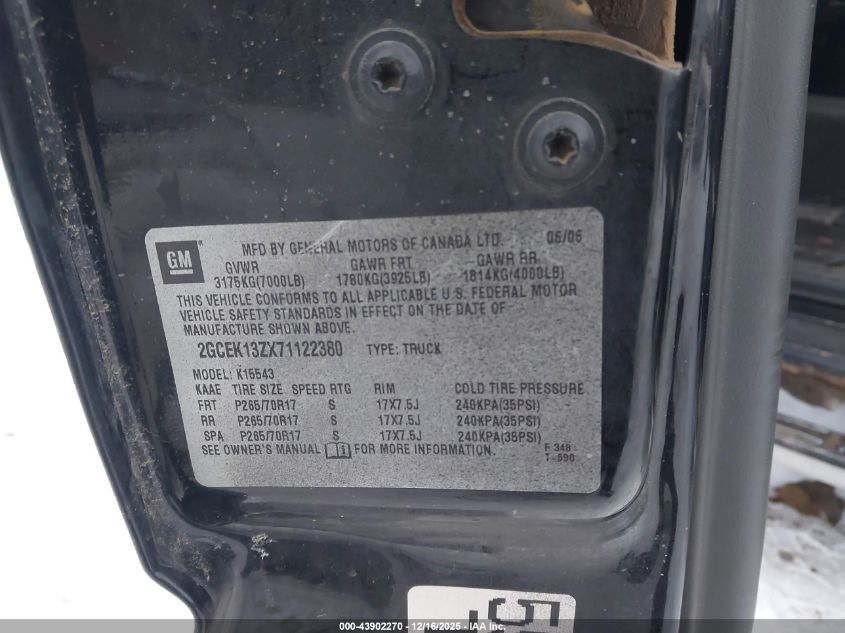 GM
MFD BY GENERAL MOTORS OF CANADA LTD. 06/06
GVWR GAWR FRT GAWR RR
3175KG(7000LB) 1780KG(3925LB) 1814KG(4000LB)
THIS VEHICLE CONFORMS TO ALL APPLICABLE U.S. FEDERAL MOTOR
VEHICLE SAFETY STANDARDS IN EFFECT ON THE DATE OF
MANUFACTURE SHOWN ABOVE.
2GCEK13ZX71122380 TYPE: TRUCK
MODEL: K15543
KAAE TIRE SIZE SPEED RTG RIM COLD TIRE PRESSURE
FRT P265/70R17 S 17X7.5J 240KPA(35PSI)
RR P265/70R17 S 17X7.5J 240KPA(35PSI)
SPA P265/70R17 S 17X7.5J 240KPA(35PSI)
SEE OWNER'S MANUAL FOR MORE INFORMATION.
F 348
T-590
000-43902270 - 12/16/2025 - IAAI.com